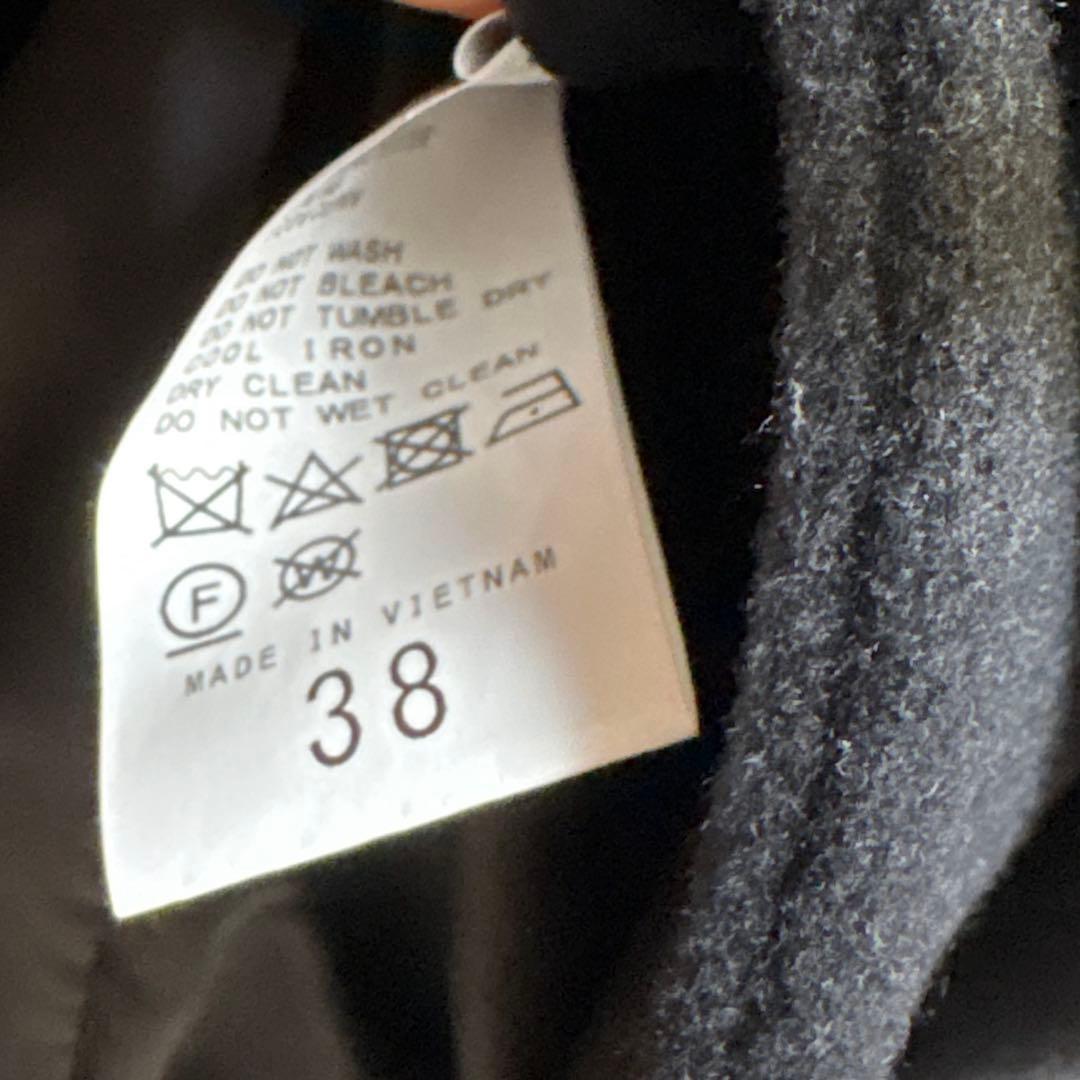 DO NOT WASH
DO NOT BLEACH
DO NOT TUMBLE DRY
COOL IRON
DRY CLEAN
DO NOT WET CLEAN
F W
MADE IN VIETNAM
38